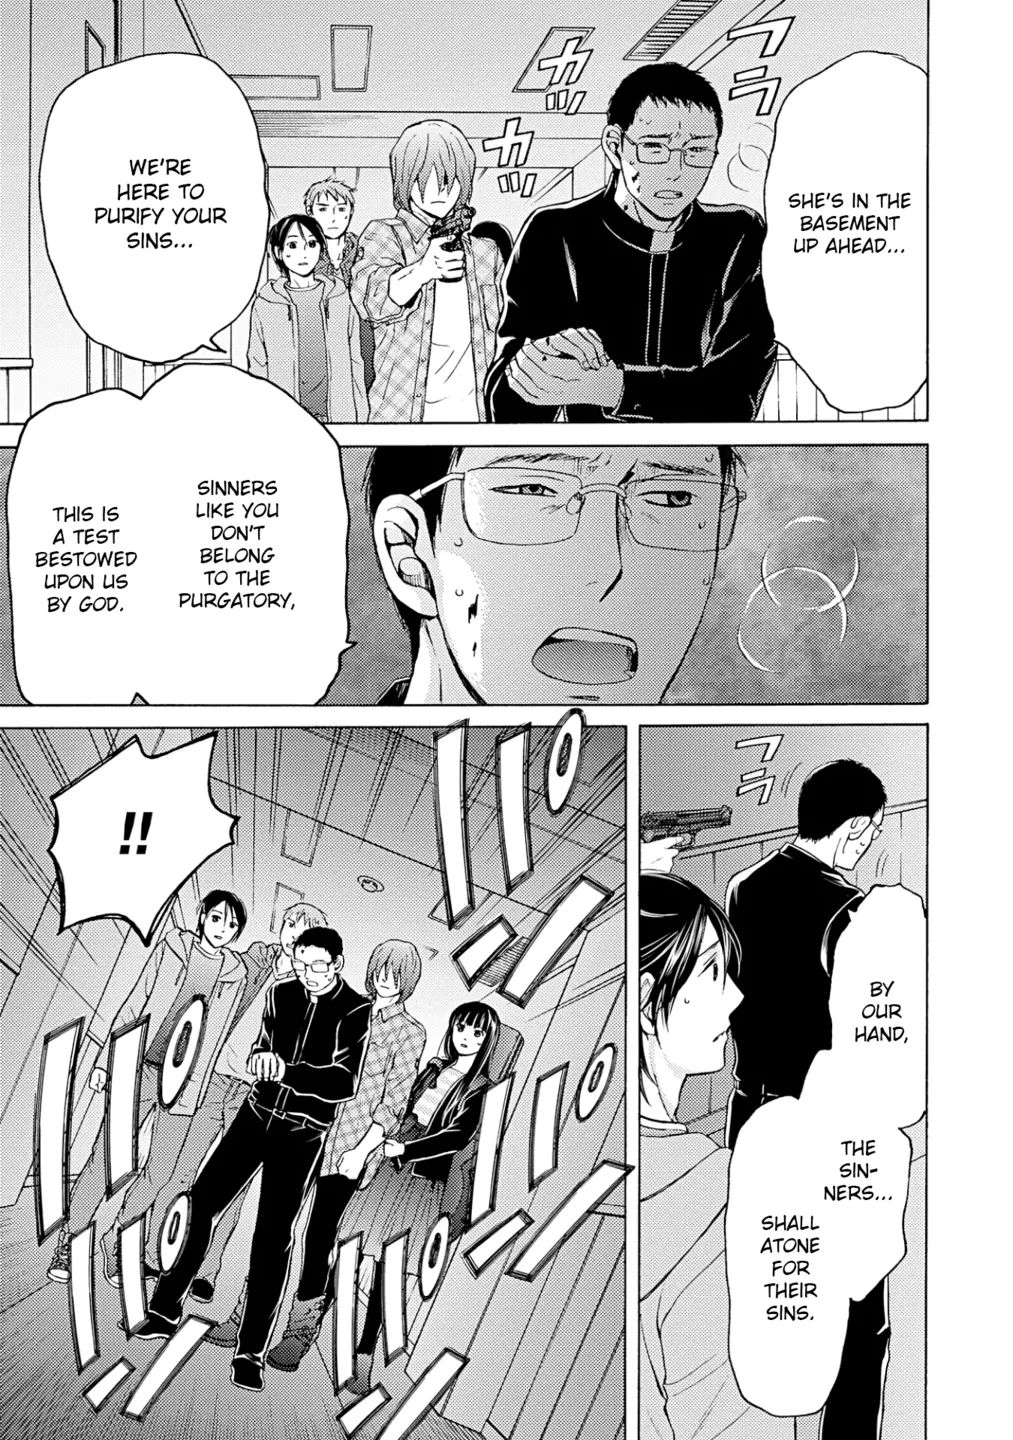 SHE'S IN THE
BASEMENT
UP AHEAD...
フラ
カッ
カッ
WE'RE
HERE TO
PURIFY YOUR
SINS...
SINNERS
LIKE YOU
DON'T
BELONG
TO THE
PURGATORY,
THIS IS
A TEST
BESTOWED
UPON US
BY GOD.
フラ
BY
OUR
HAND,
THE
SIN-
NERS...
SHALL
ATONE
FOR
THEIR
SINS.
!!